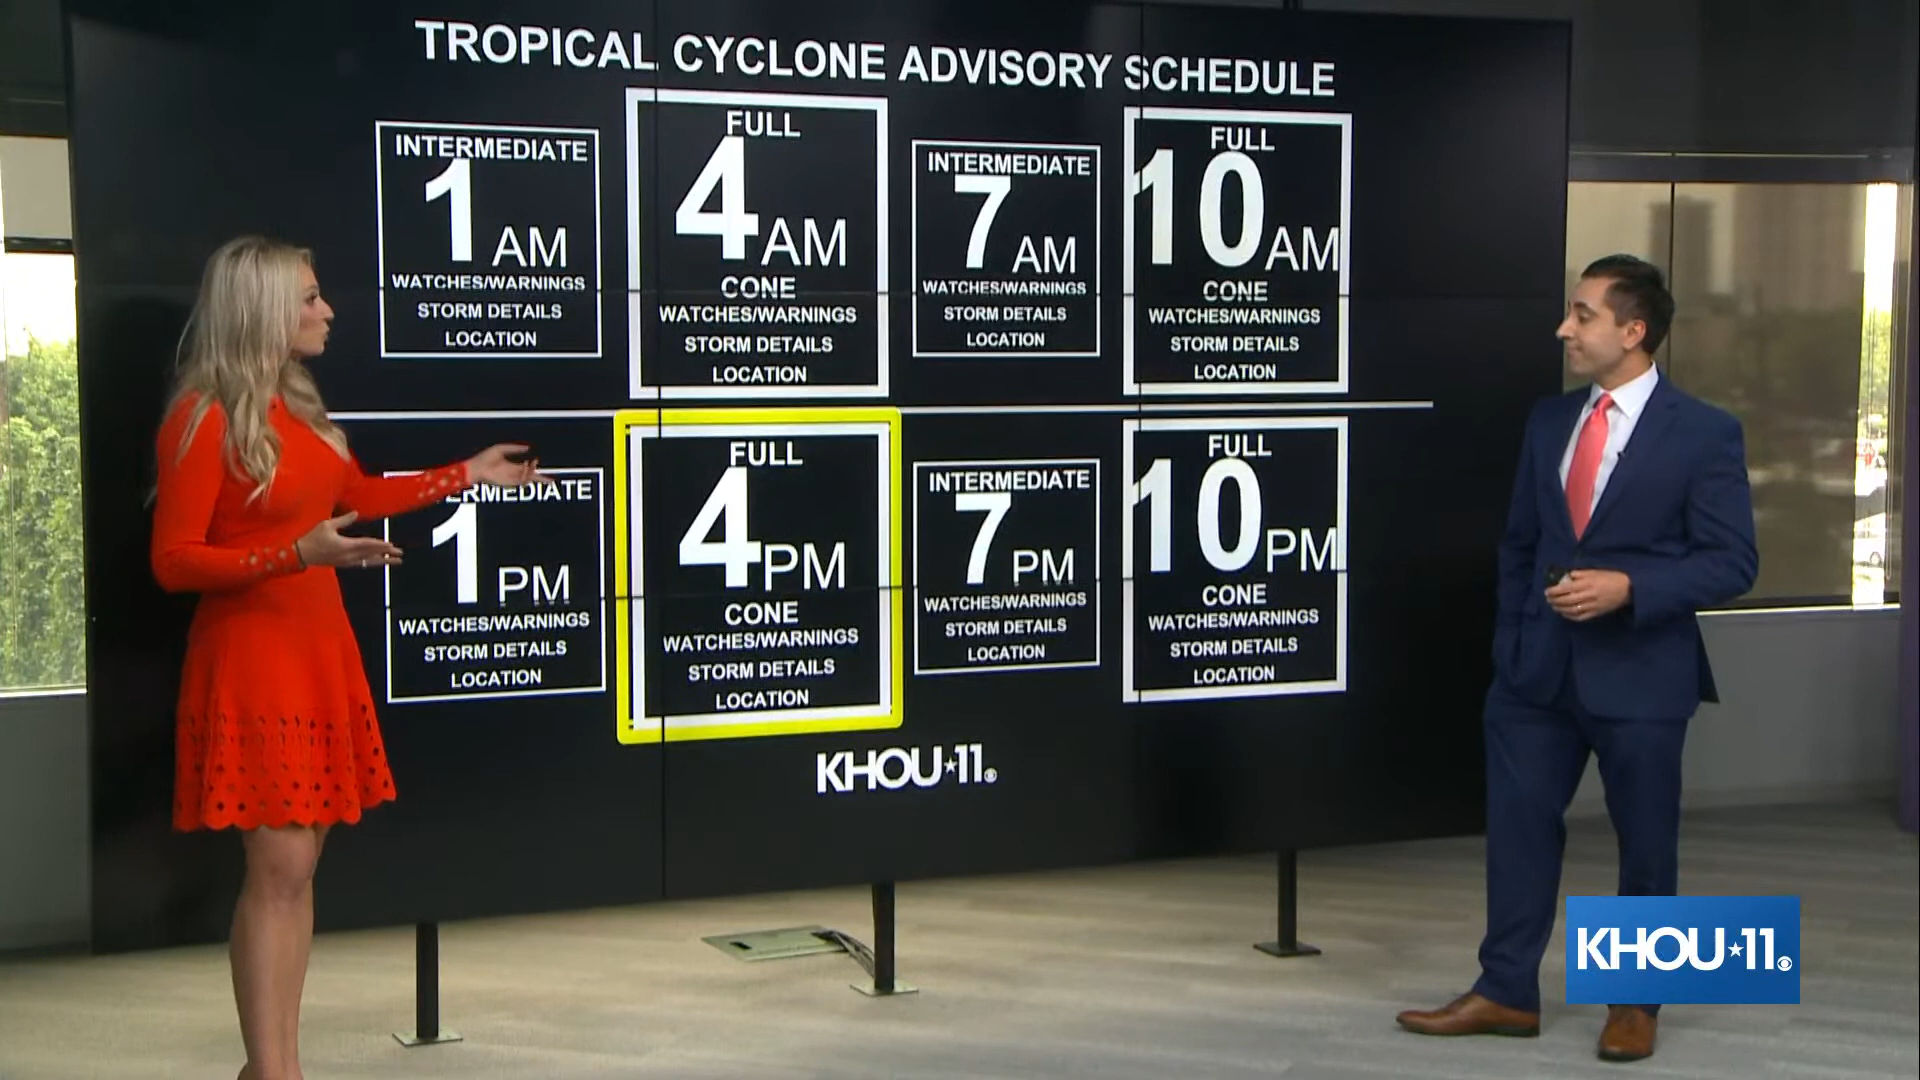 TROPICAL CYCLONE ADVISORY SCHEDULE
INTERMEDIATE
1 AM
WATCHES/WARNINGS
STORM DETAILS
LOCATION
FULL
4 AM
CONE
WATCHES/WARNINGS
STORM DETAILS
LOCATION
INTERMEDIATE
7 AM
WATCHES/WARNINGS
STORM DETAILS
LOCATION
FULL
10 AM
CONE
WATCHES/WARNINGS
STORM DETAILS
LOCATION
ERMEDIATE
1 PM
WATCHES/WARNINGS
STORM DETAILS
LOCATION
FULL
4 PM
CONE
WATCHES/WARNINGS
STORM DETAILS
LOCATION
INTERMEDIATE
7 PM
WATCHES/WARNINGS
STORM DETAILS
LOCATION
FULL
10 PM
CONE
WATCHES/WARNINGS
STORM DETAILS
LOCATION
KHOU★11
KHOU★11